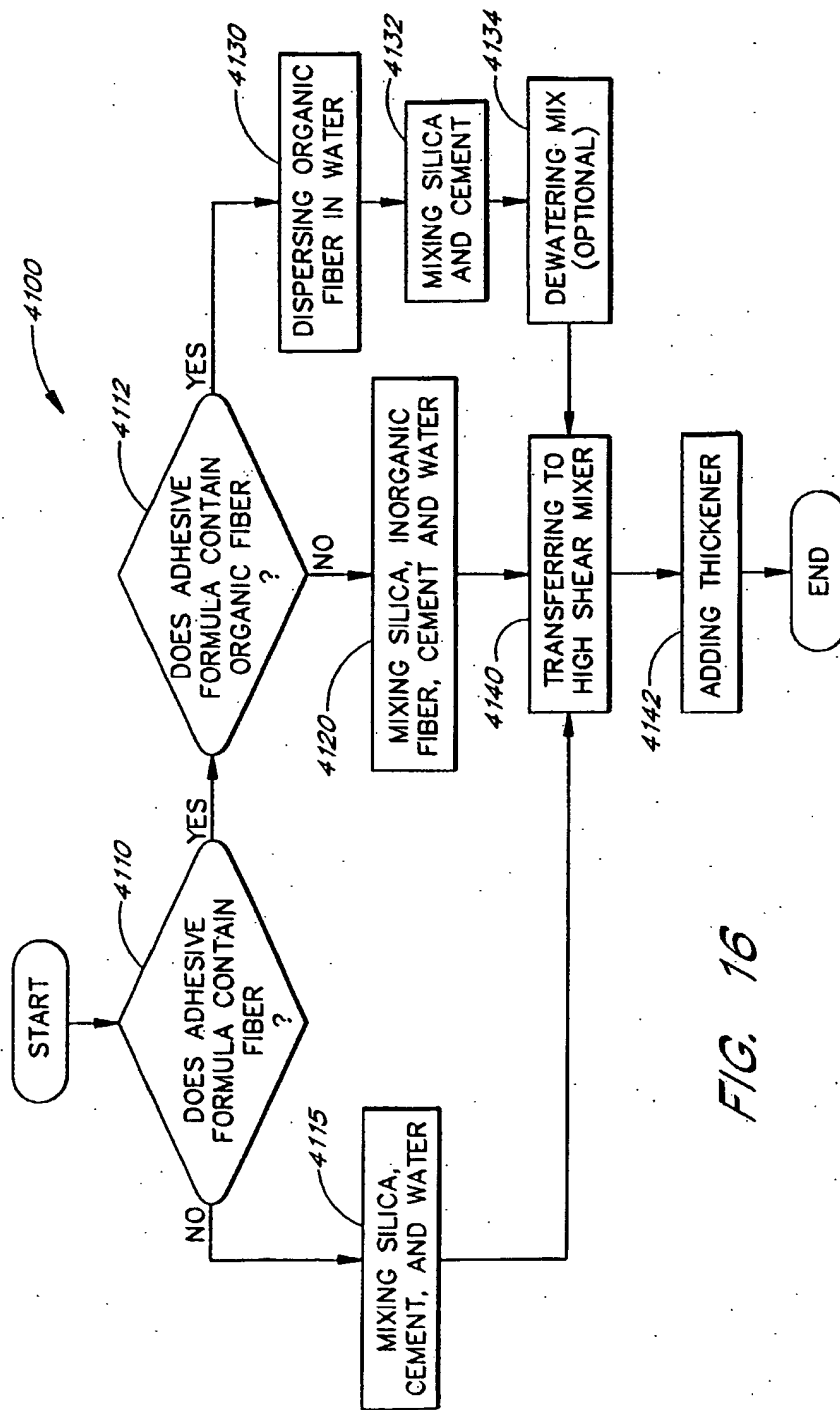 START
4110
DOES ADHESIVE
FORMULA CONTAIN
FIBER
?
NO
YES
4115
MIXING SILICA,
CEMENT, AND WATER
4100
4112
DOES ADHESIVE
FORMULA CONTAIN
ORGANIC FIBER
?
YES
NO
4120
MIXING SILICA, INORGANIC
FIBER, CEMENT AND WATER
4130
DISPERSING ORGANIC
FIBER IN WATER
4132
MIXING SILICA
AND CEMENT
4134
DEWATERING MIX
(OPTIONAL)
4140
TRANSFERRING TO
HIGH SHEAR MIXER
4142
ADDING THICKENER
END
FIG. 16